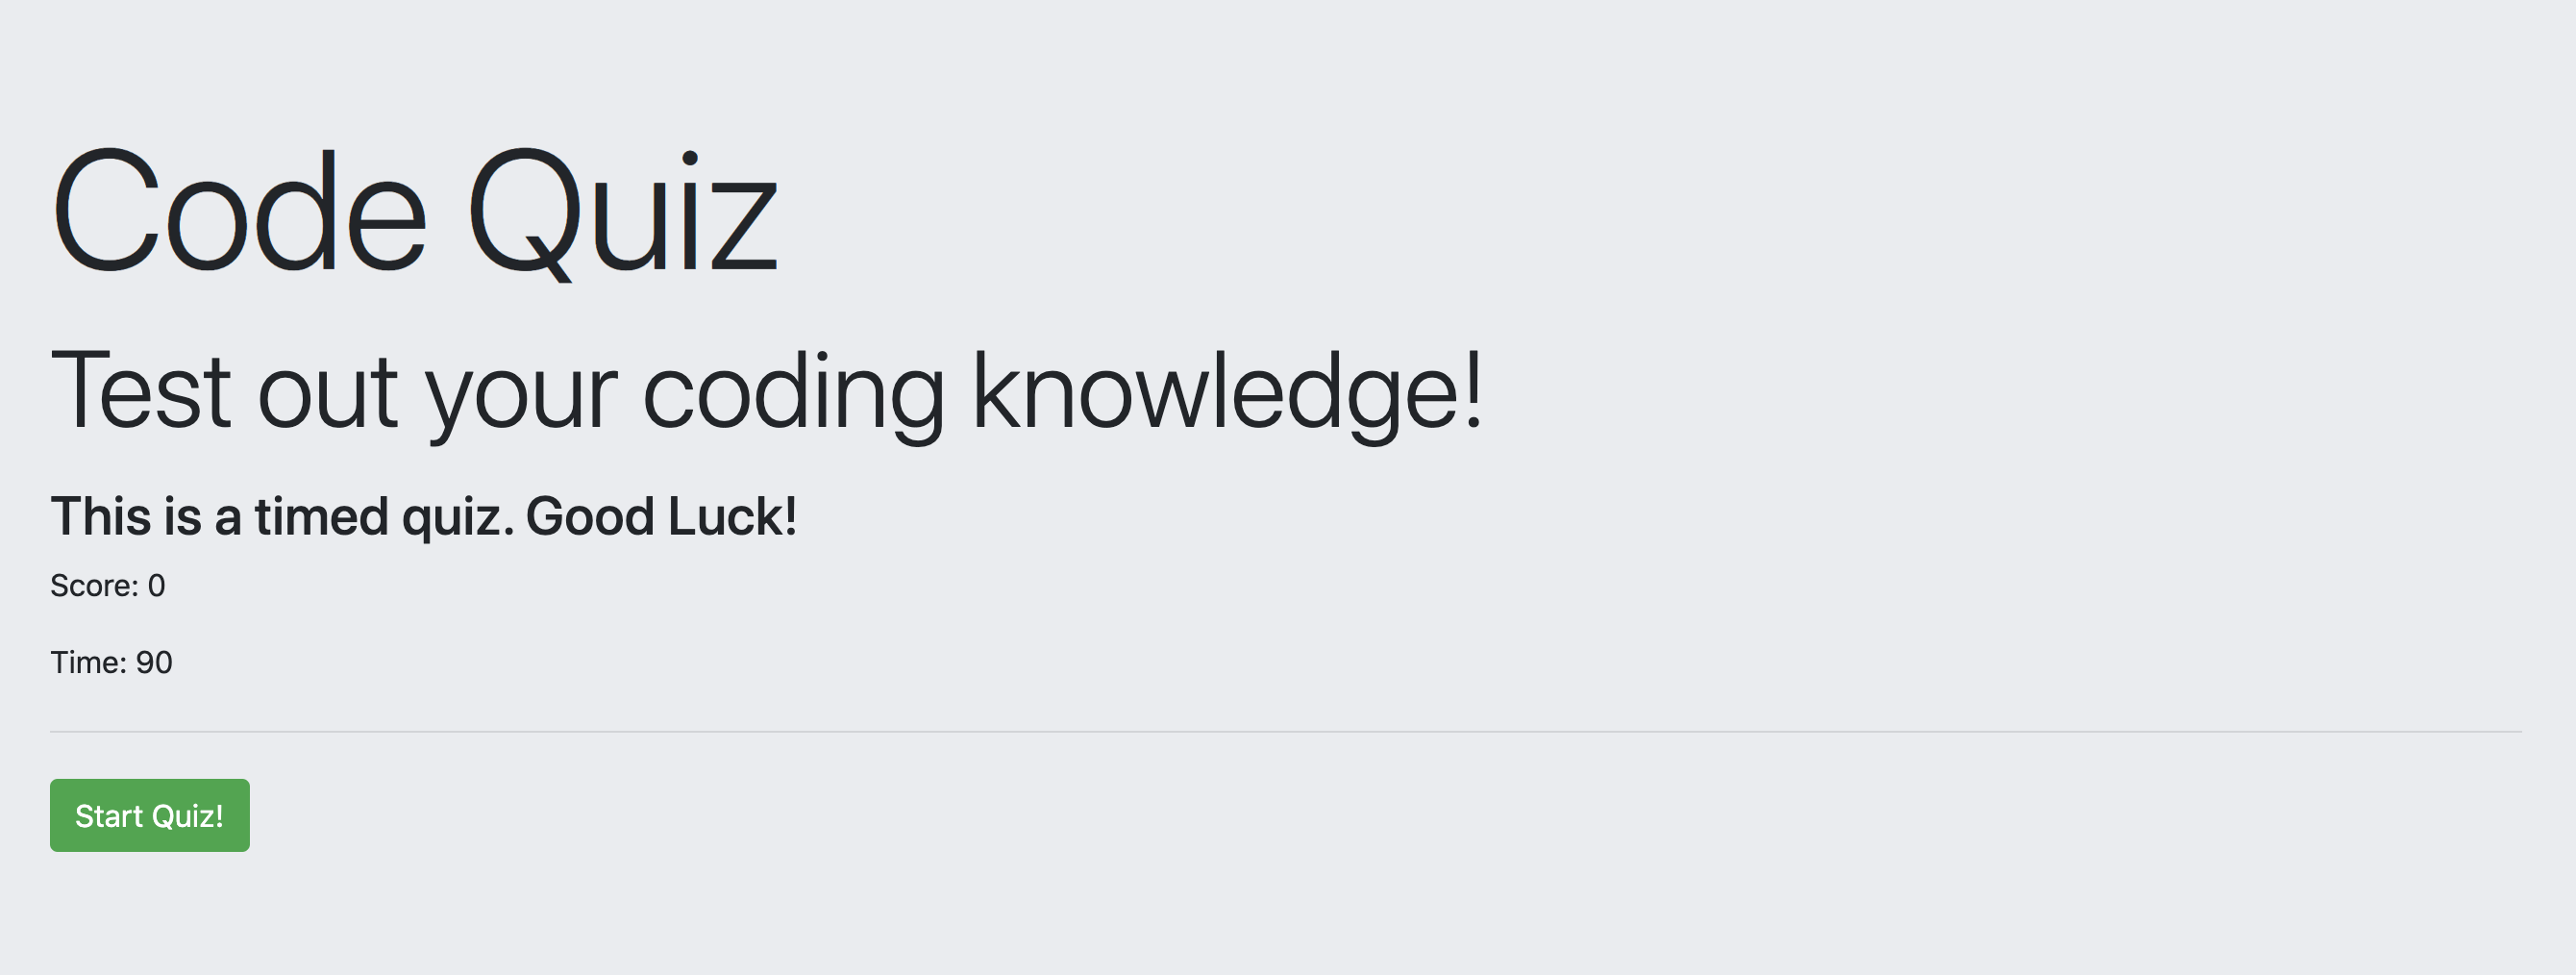 Code Quiz
Test out your coding knowledge!
This is a timed quiz. Good Luck!
Score: 0
Time: 90
Start Quiz!